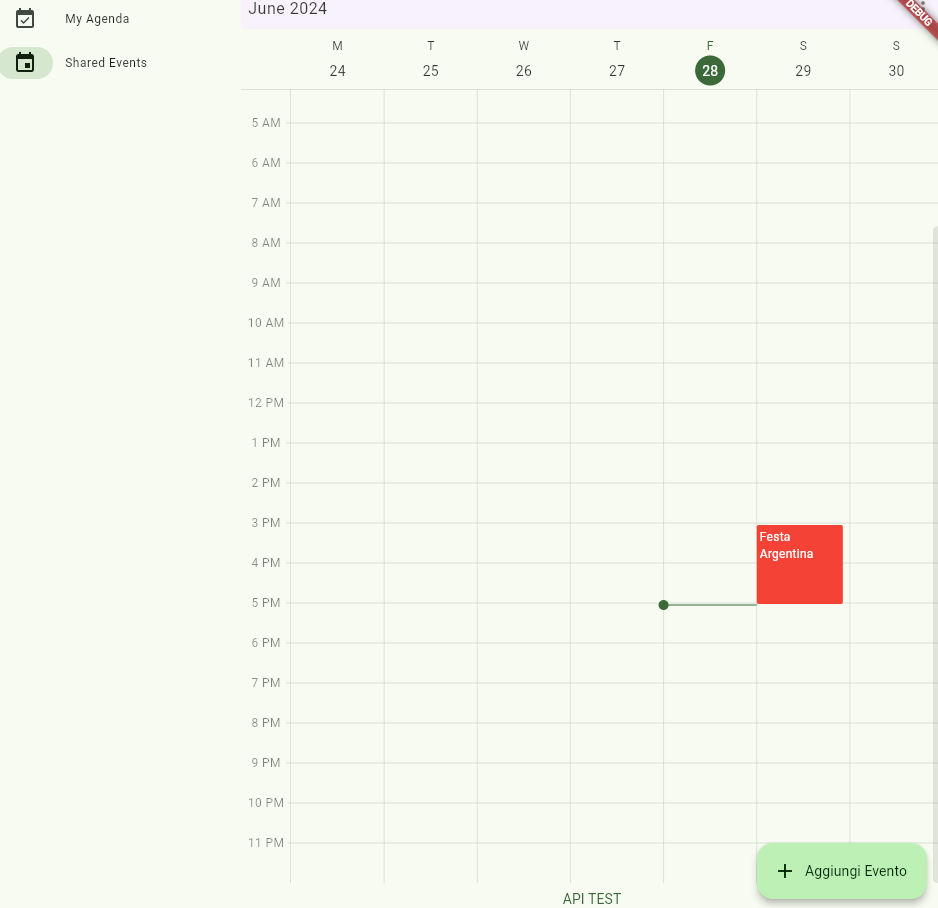 My Agenda
Shared Events
June 2024
DEBUG
M T W T F S S
24 25 26 27 28 29 30
5 AM
6 AM
7 AM
8 AM
9 AM
10 AM
11 AM
12 PM
1 PM
2 PM
3 PM
Festa
Argentina
4 PM
5 PM
6 PM
7 PM
8 PM
9 PM
10 PM
11 PM
Aggiungi Evento
API TEST